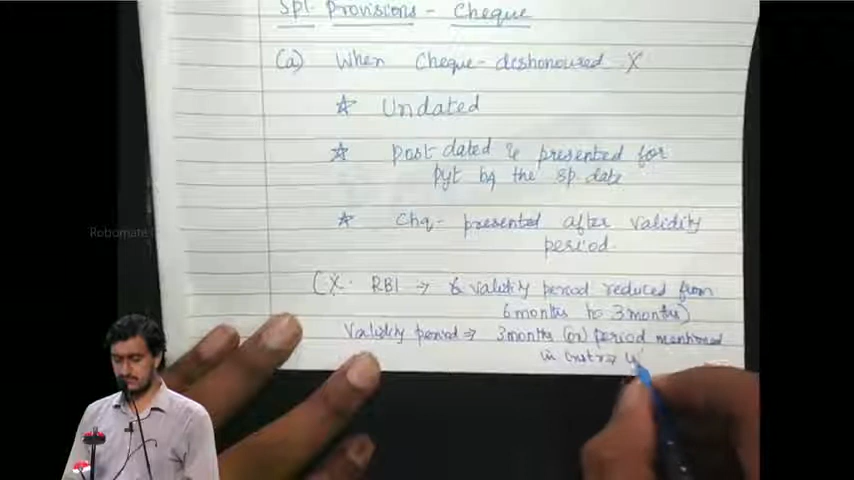 Spl. Provisions - Cheque
(a) When Cheque - deshonoured X
☆ Undated
☆ Post dated & presented for
pyt by the sp. date
☆ Chq - presented after validity
period.
RBI → validity period reduced from
6 months to 3 months)
Validity period ⇒ 3 months (or) period mentioned
in
Robomate